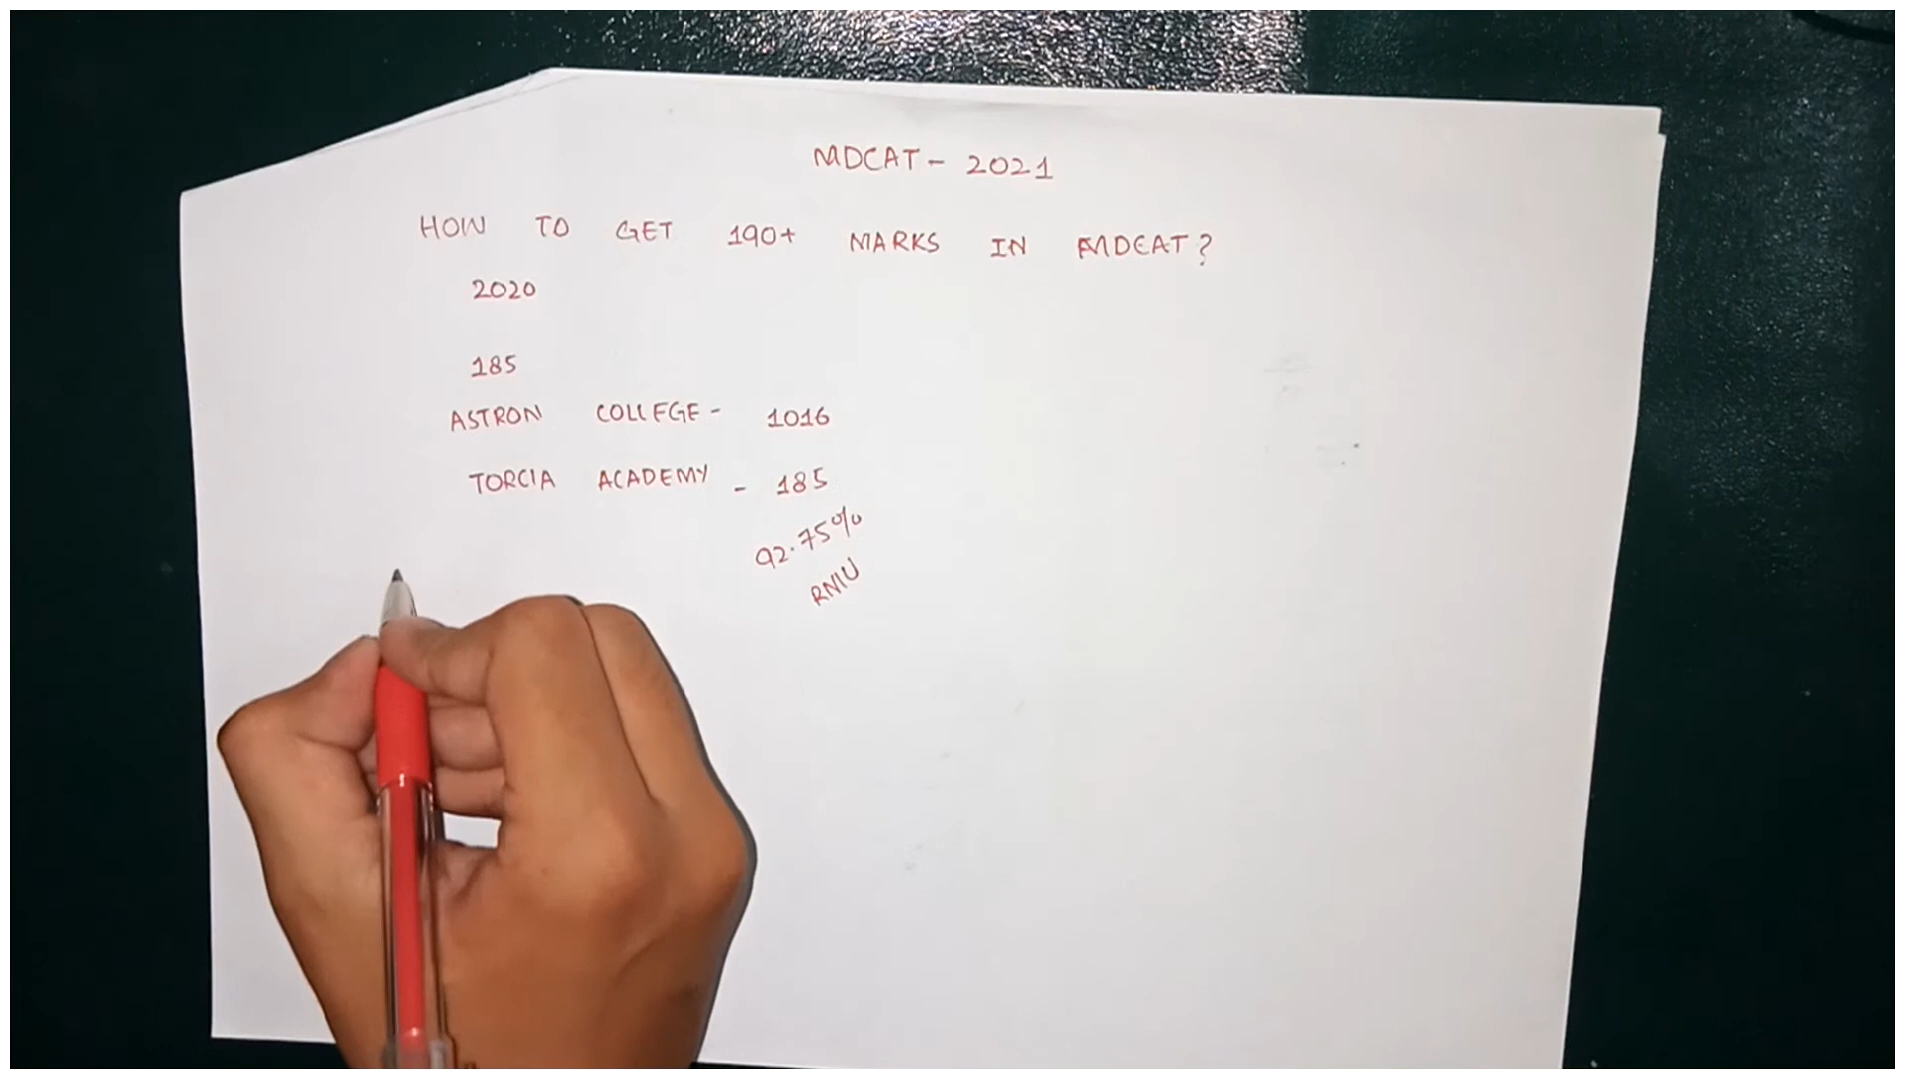 MDCAT - 2021
HOW TO GET 190+ MARKS IN MDCAT?
2020
185
ASTRON COLLEGE - 1016
TORCIA ACADEMY - 185
92.75%
RMU